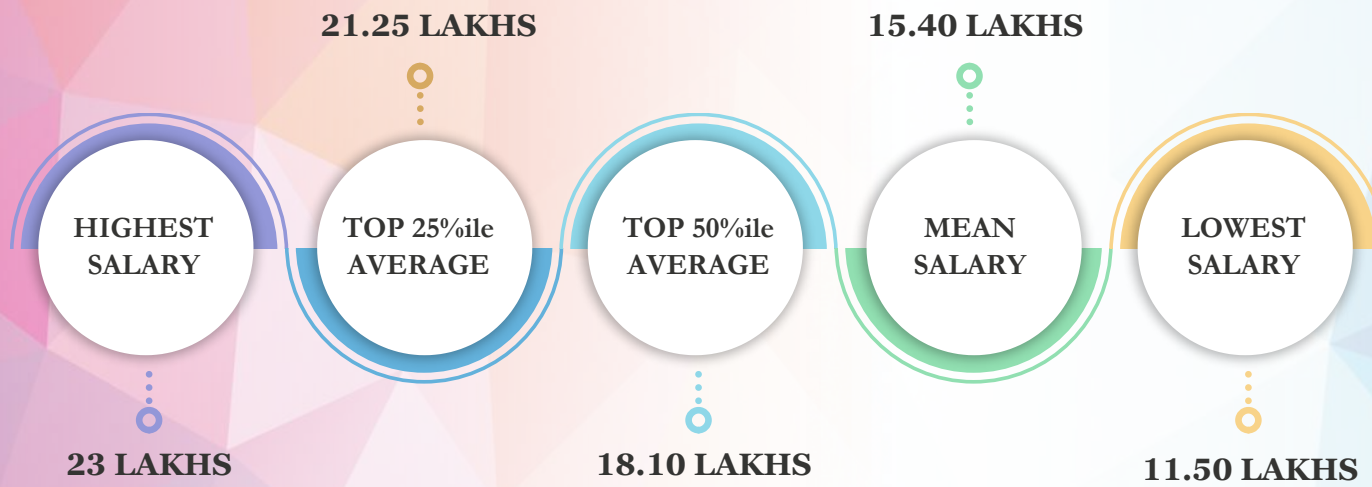 21.25 LAKHS
15.40 LAKHS
HIGHEST
SALARY
TOP 25%ile
AVERAGE
TOP 50%ile
AVERAGE
MEAN
SALARY
LOWEST
SALARY
23 LAKHS
18.10 LAKHS
11.50 LAKHS